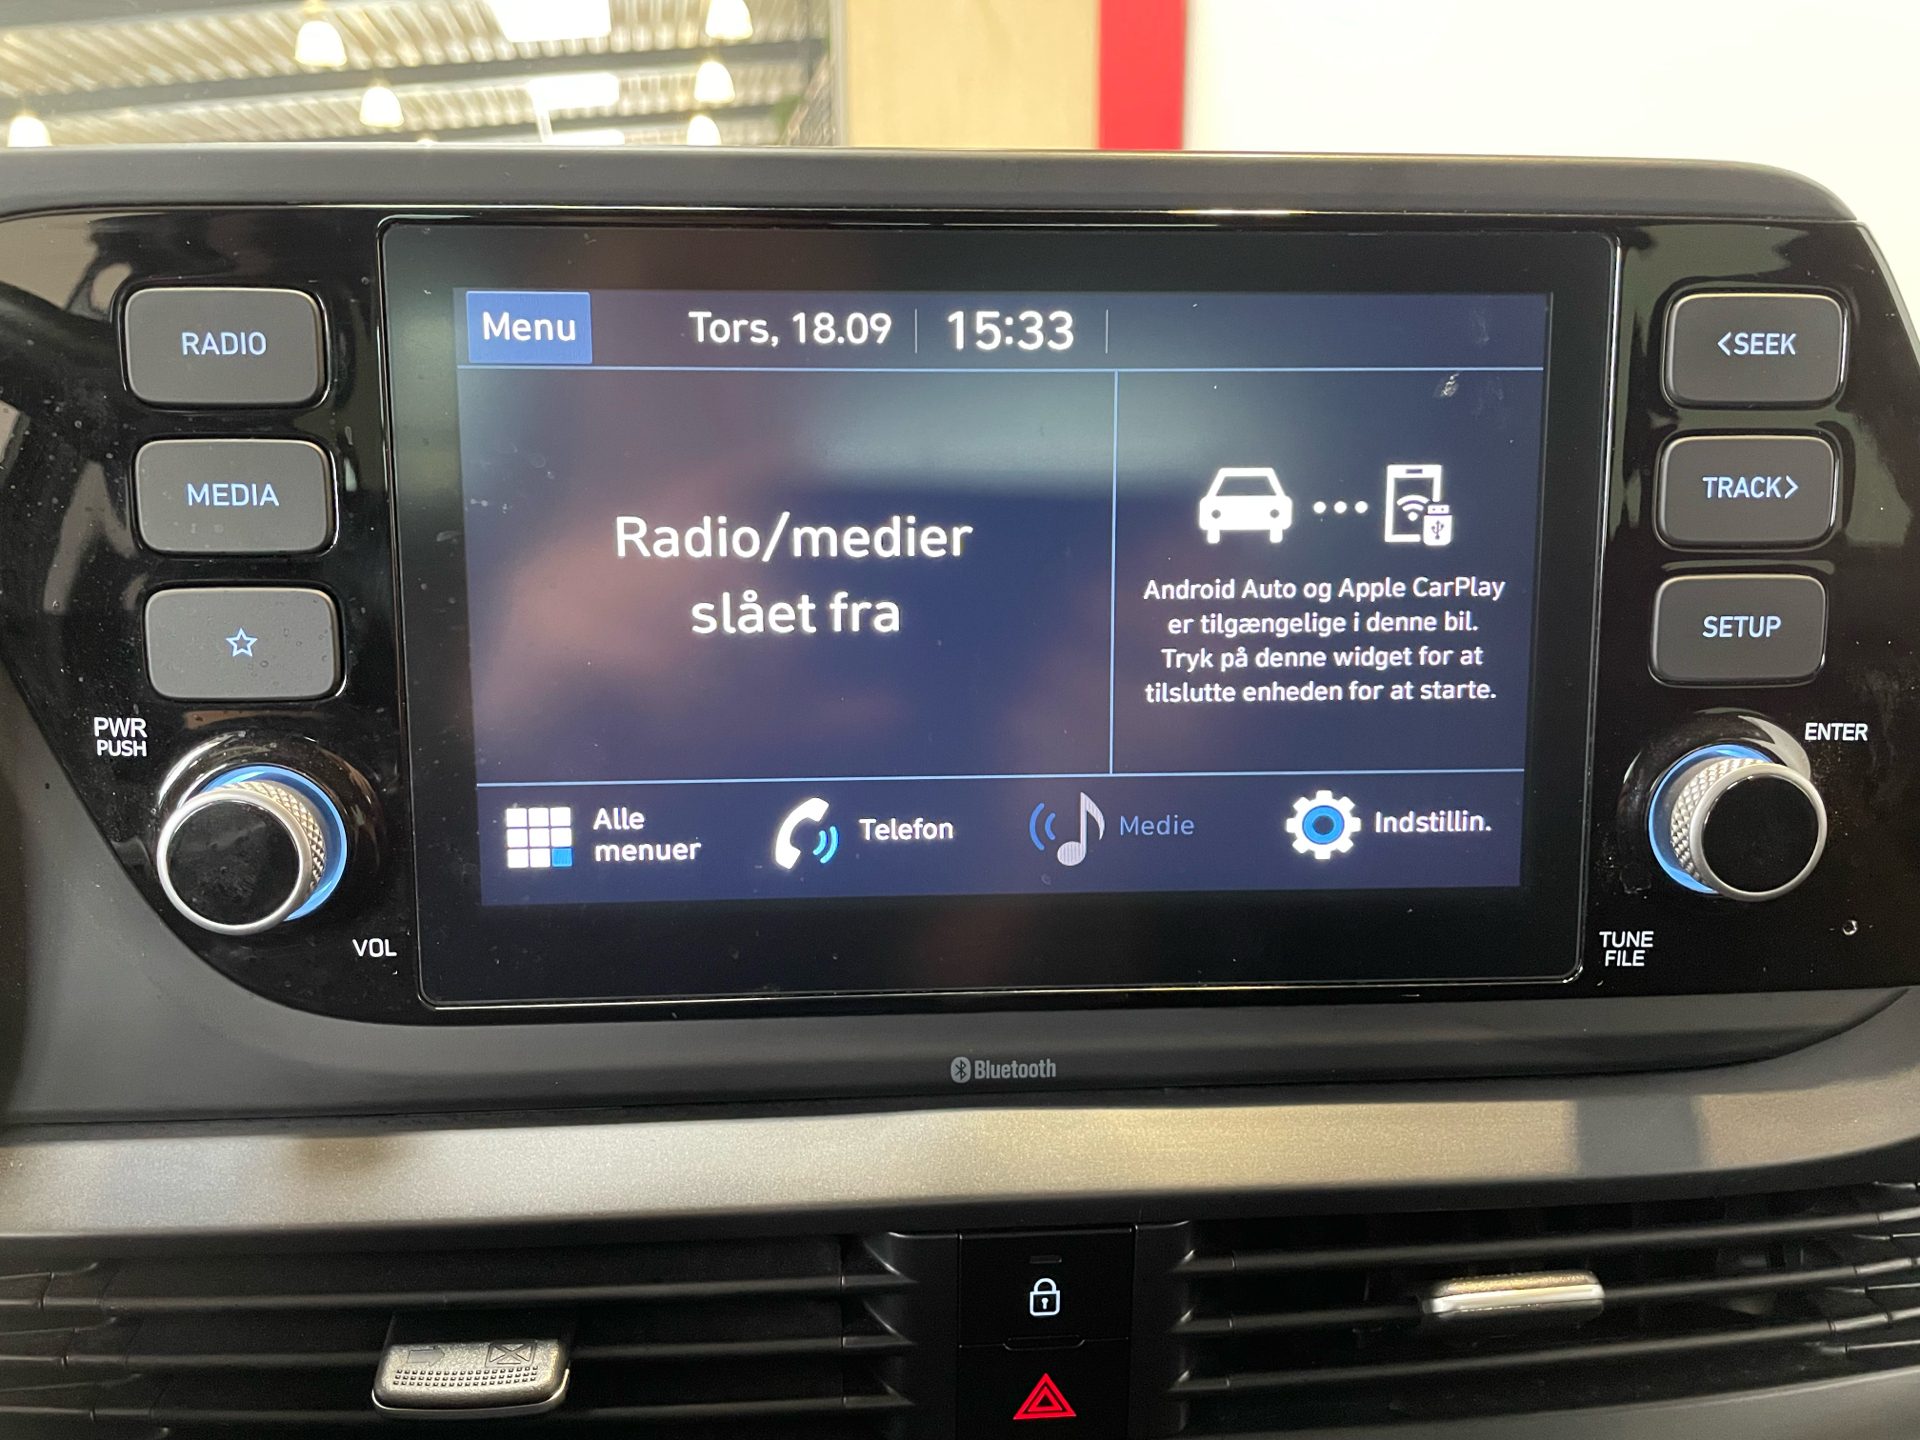 RADIO
MEDIA
PWR
PUSH
VOL
Menu
Tors, 18.09
15:33
Radio/medier
slået fra
Android Auto og Apple CarPlay
er tilgængelige i denne bil.
Tryk på denne widget for at
tilslutte enheden for at starte.
Alle
menuer
Telefon
Medie
Indstillin.
<SEEK
TRACK>
SETUP
ENTER
TUNE
FILE
Bluetooth